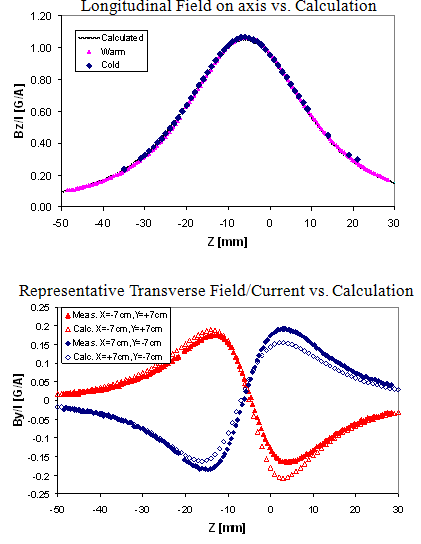 Longitudinal Field on axis vs. Calculation
1.20
1.00
0.80
0.60
0.40
0.20
0.00
Bz/I [G/A]
Calculated
Warm
Cold
-50 -40 -30 -20 -10 0 10 20 30
Z [mm]
Representative Transverse Field/Current vs. Calculation
0.25
0.2
0.15
0.1
0.05
0
-0.05
-0.1
-0.15
-0.2
-0.25
By/I [G/A]
Meas. X=-7cm,Y=+7cm
Calc. X=-7cm,Y=+7cm
Meas. X=7cm,Y=-7cm
Calc. X=+7cm,Y=-7cm
-50 -40 -30 -20 -10 0 10 20 30
Z [mm]